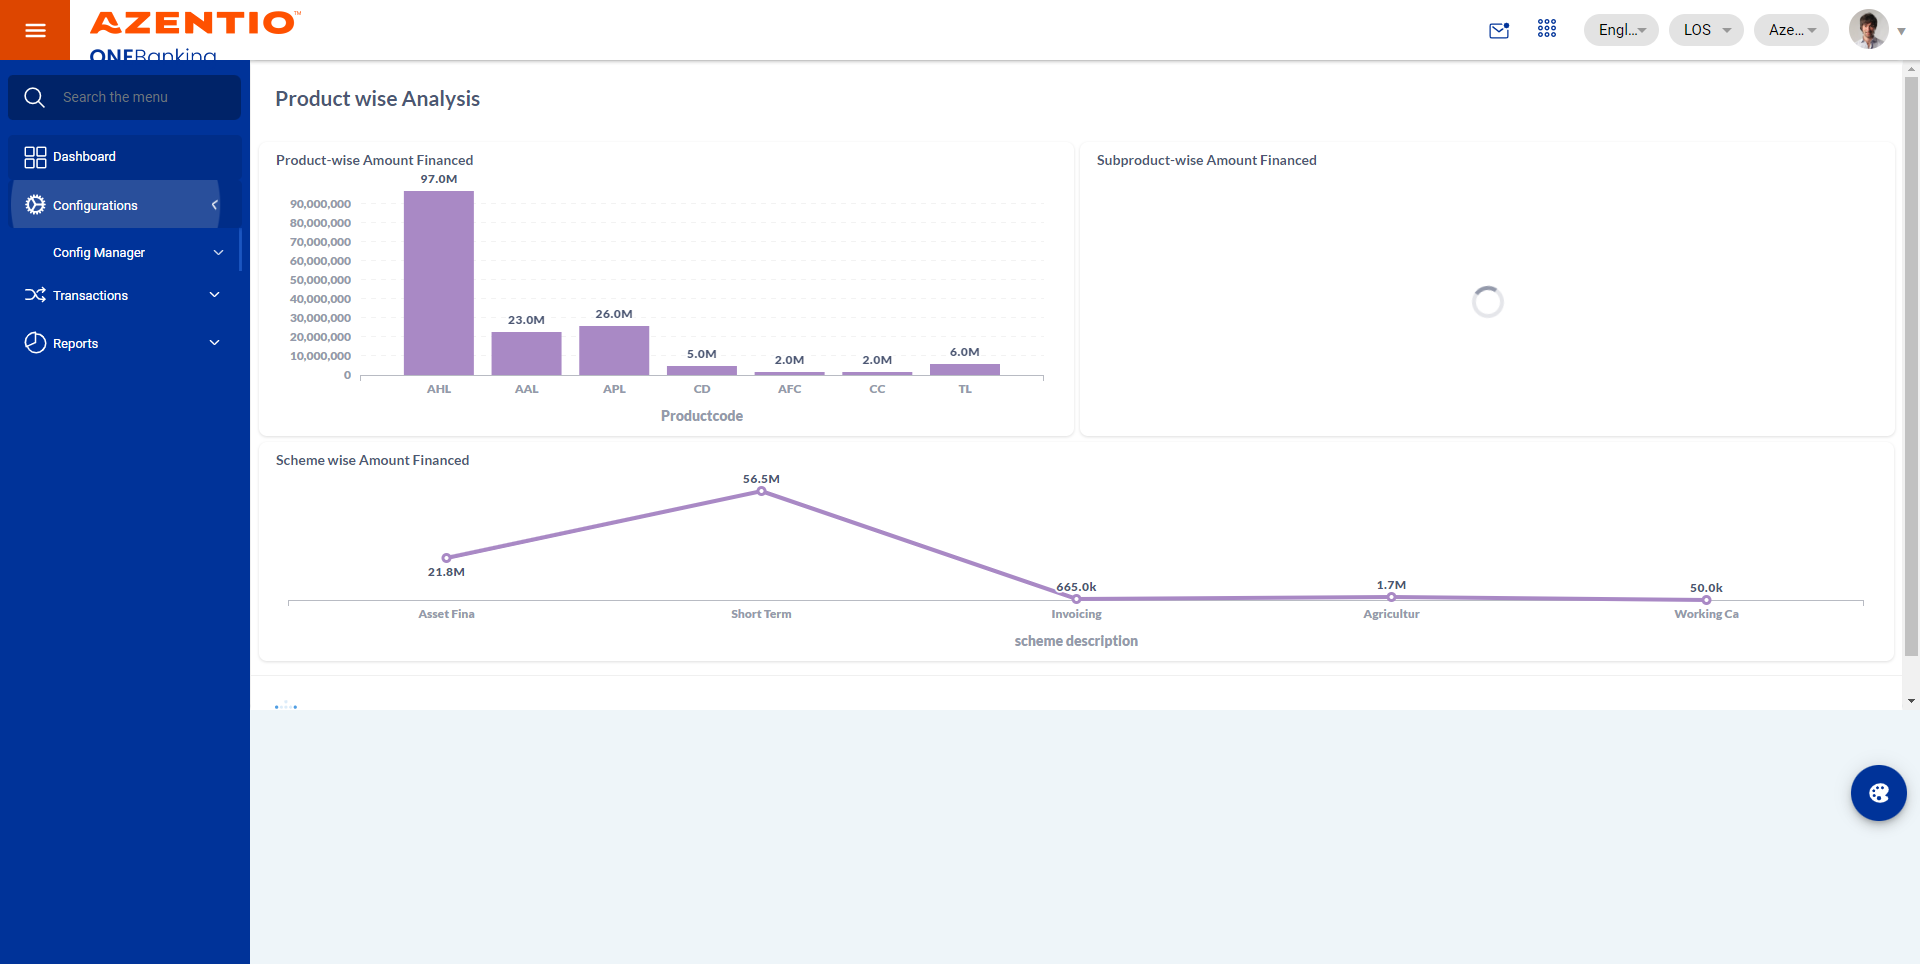 AZENTIO™
ONEBanking
Engl...
LOS
Aze...
Search the menu
Dashboard
Configurations
Config Manager
Transactions
Reports
Product wise Analysis
Product-wise Amount Financed
97.0M
90,000,000
80,000,000
70,000,000
60,000,000
50,000,000
40,000,000
30,000,000
20,000,000
10,000,000
0
23.0M
26.0M
5.0M
2.0M
2.0M
6.0M
AHL AAL APL CD AFC CC TL
Productcode
Subproduct-wise Amount Financed
Scheme wise Amount Financed
56.5M
21.8M
665.0k
1.7M
50.0k
Asset Fina Short Term Invoicing Agricultur Working Ca
scheme description